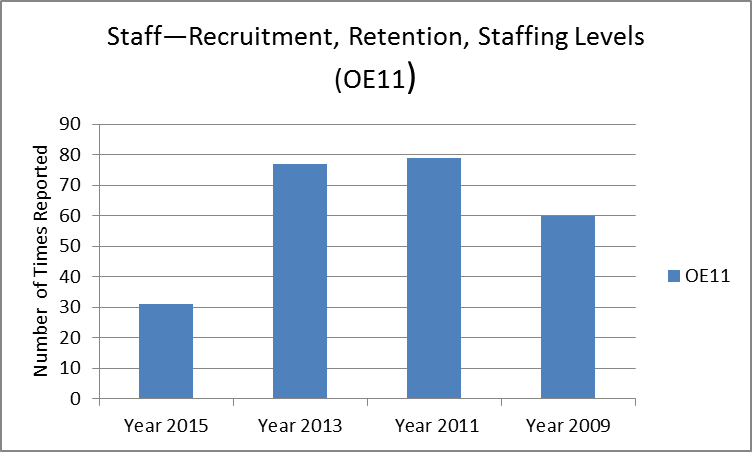 Staff—Recruitment, Retention, Staffing Levels
(OE11)
Number of Times Reported
90
80
70
60
50
40
30
20
10
0
Year 2015
Year 2013
Year 2011
Year 2009
OE11